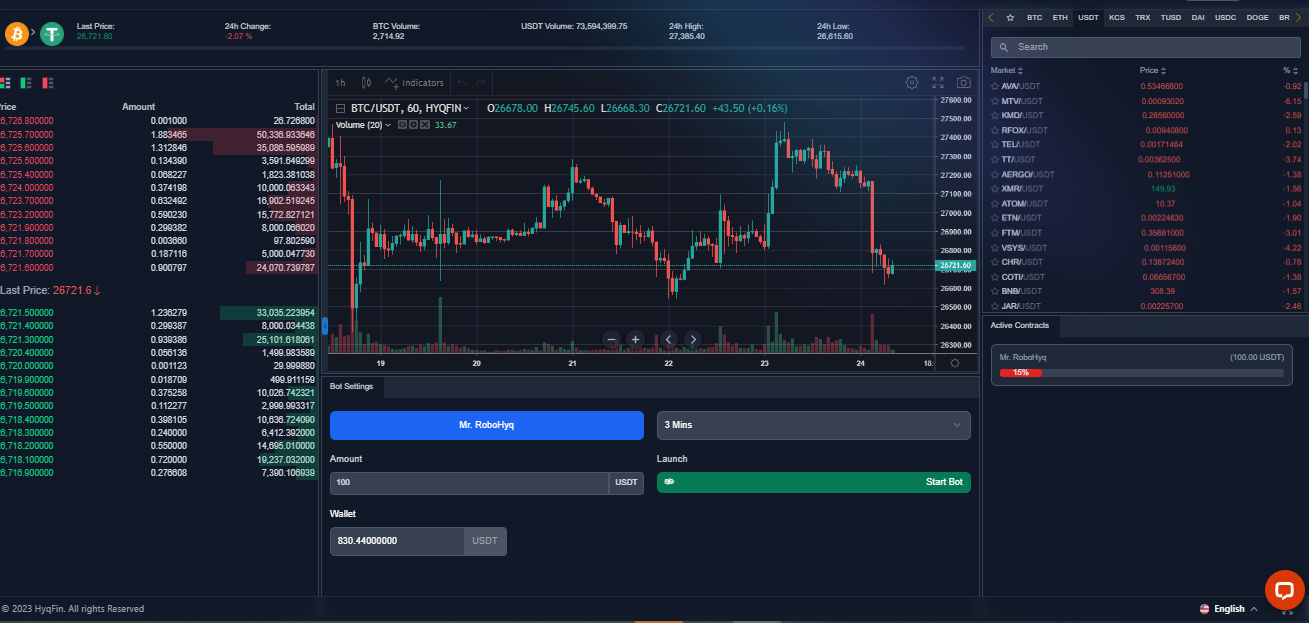 Last Price: 24h Change: BTC Volume: USDT Volume: 73,594,399.75 24h High: 24h Low:
26,721.60 -2.07 % 2,714.92 27,385.40 26,615.60
BTC ETH USDT KCS TRX TUSD DAI USDC DOGE BR
Search
Market Price %
AVA/USDT 0.53466800 -0.92
MTV/USDT 0.00093020 -6.15
KMD/USDT 0.28560000 -2.59
RFOX/USDT 0.00940600 0.13
TEL/USDT 0.00171464 -2.02
TT/USDT 0.00362500 -3.74
AERGO/USDT 0.11251000 -1.38
XMR/USDT 149.93 -1.56
ATOM/USDT 10.37 -1.04
ETN/USDT 0.00224630 -1.90
FTM/USDT 0.35681000 -3.01
VSYS/USDT 0.00115600 -4.22
CHR/USDT 0.13872400 -0.78
COTI/USDT 0.06656700 -1.38
BNB/USDT 308.39 -1.57
JAR/USDT 0.00225700 -2.46
rice Amount Total
6,726.800000 0.001000 26.726800
6,725.700000 1.883465 50,336.933646
6,725.600000 1.312846 35,086.595989
6,725.500000 0.134390 3,591.649299
6,725.400000 0.068227 1,823.381038
6,724.000000 0.374198 10,000.063343
6,723.700000 0.632492 16,902.519245
6,723.200000 0.590230 15,772.827121
6,721.900000 0.299382 8,000.066020
6,721.800000 0.003660 97.802590
6,721.700000 0.187116 5,000.047730
6,721.600000 0.900797 24,070.739787
Last Price: 26721.6↓
6,721.500000 1.236279 33,035.223954
6,721.400000 0.299387 8,000.034438
6,721.300000 0.939386 25,101.618061
6,720.400000 0.056136 1,499.983589
6,720.000000 0.001123 29.999880
6,719.900000 0.018709 499.911159
6,719.600000 0.375258 10,026.742321
6,719.500000 0.112277 2,999.993317
6,718.400000 0.398105 10,636.724090
6,718.300000 0.240000 6,412.392000
6,718.200000 0.550000 14,695.010000
6,718.100000 0.720000 19,237.032000
6,716.900000 0.276608 7,390.106939
1h Indicators
BTC/USDT, 60, HYQFIN O26678.00 H26745.60 L26668.30 C26721.60 +43.50 (+0.16%)
Volume (20) 33.67
27600.00
27500.00
27400.00
27300.00
27200.00
27100.00
27000.00
26900.00
26800.00
26721.60
26600.00
26500.00
26400.00
26300.00
19 20 21 22 23 24 18:
Bot Settings
Mr. RoboHyq 3 Mins
Amount Launch
100 USDT Start Bot
Wallet
830.44000000 USDT
Active Contracts
Mr. RoboHyq (100.00 USDT)
15%
© 2023 HyqFin. All rights Reserved
English